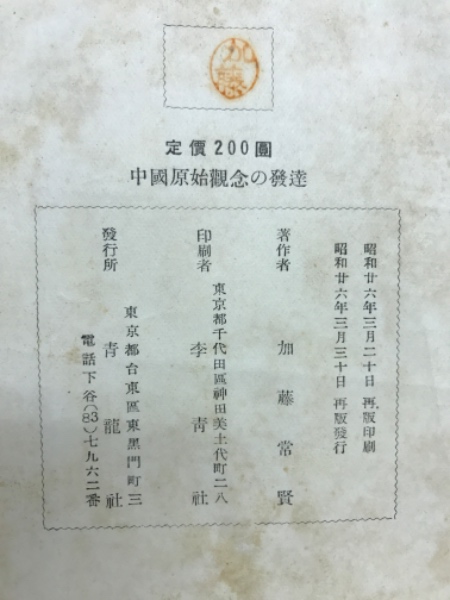 加藤
定價200圓
中國原始觀念の發達
昭和廿六年三月二十日 再版印刷
昭和廿六年三月三十日 再版發行
著作者 加藤常賢
東京都千代田區神田美土代町二八
印刷者 李青社
東京都台東區東黑門町三
發行所 青龍社
電話下谷(83)七九六二番